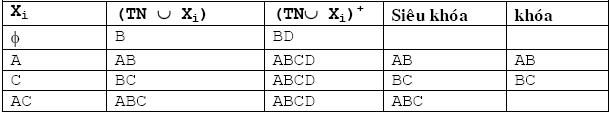 Xi (TN ∪ Xi) (TN∪ Xi)+ Siêu khóa khóa
ϕ B BD
A AB ABCD AB AB
C BC ABCD BC BC
AC ABC ABCD ABC